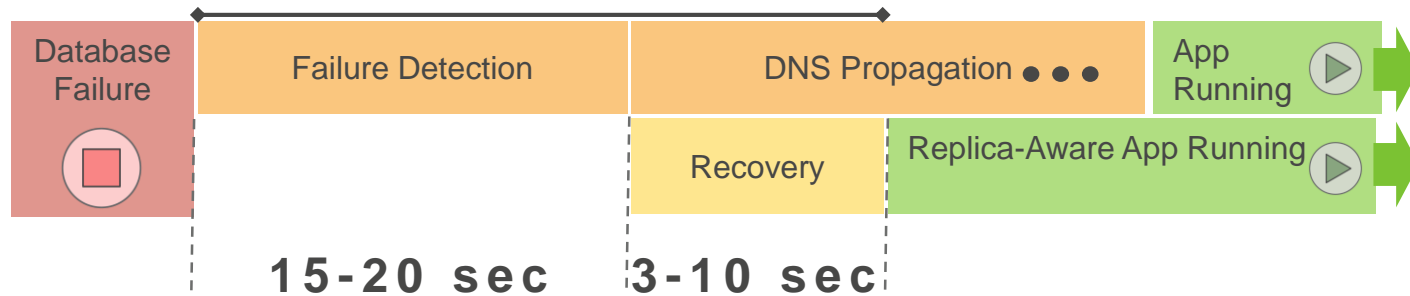 Database
Failure
Failure Detection
DNS Propagation
App
Running
Recovery
Replica-Aware App Running
15-20 sec
3-10 sec